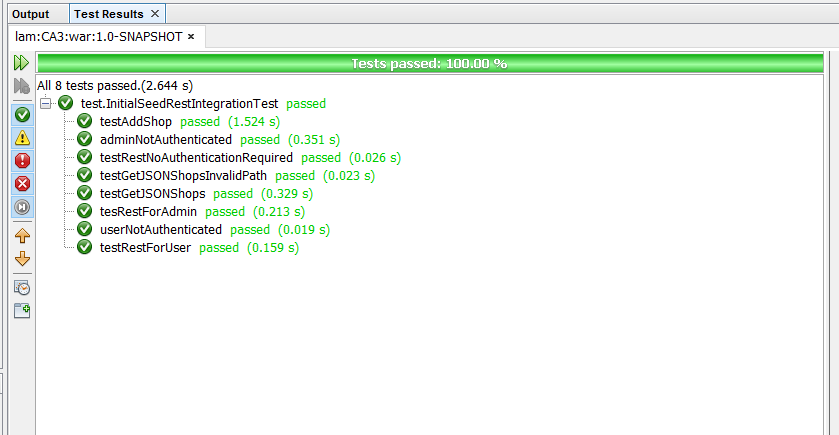 Output Test Results
lam:CA3:war:1.0-SNAPSHOT
Tests passed: 100.00 %
All 8 tests passed.(2.644 s)
test.InitialSeedRestIntegrationTest passed
testAddShop passed (1.524 s)
adminNotAuthenticated passed (0.351 s)
testRestNoAuthenticationRequired passed (0.026 s)
testGetJSONShopsInvalidPath passed (0.023 s)
testGetJSONShops passed (0.329 s)
tesRestForAdmin passed (0.213 s)
userNotAuthenticated passed (0.019 s)
testRestForUser passed (0.159 s)